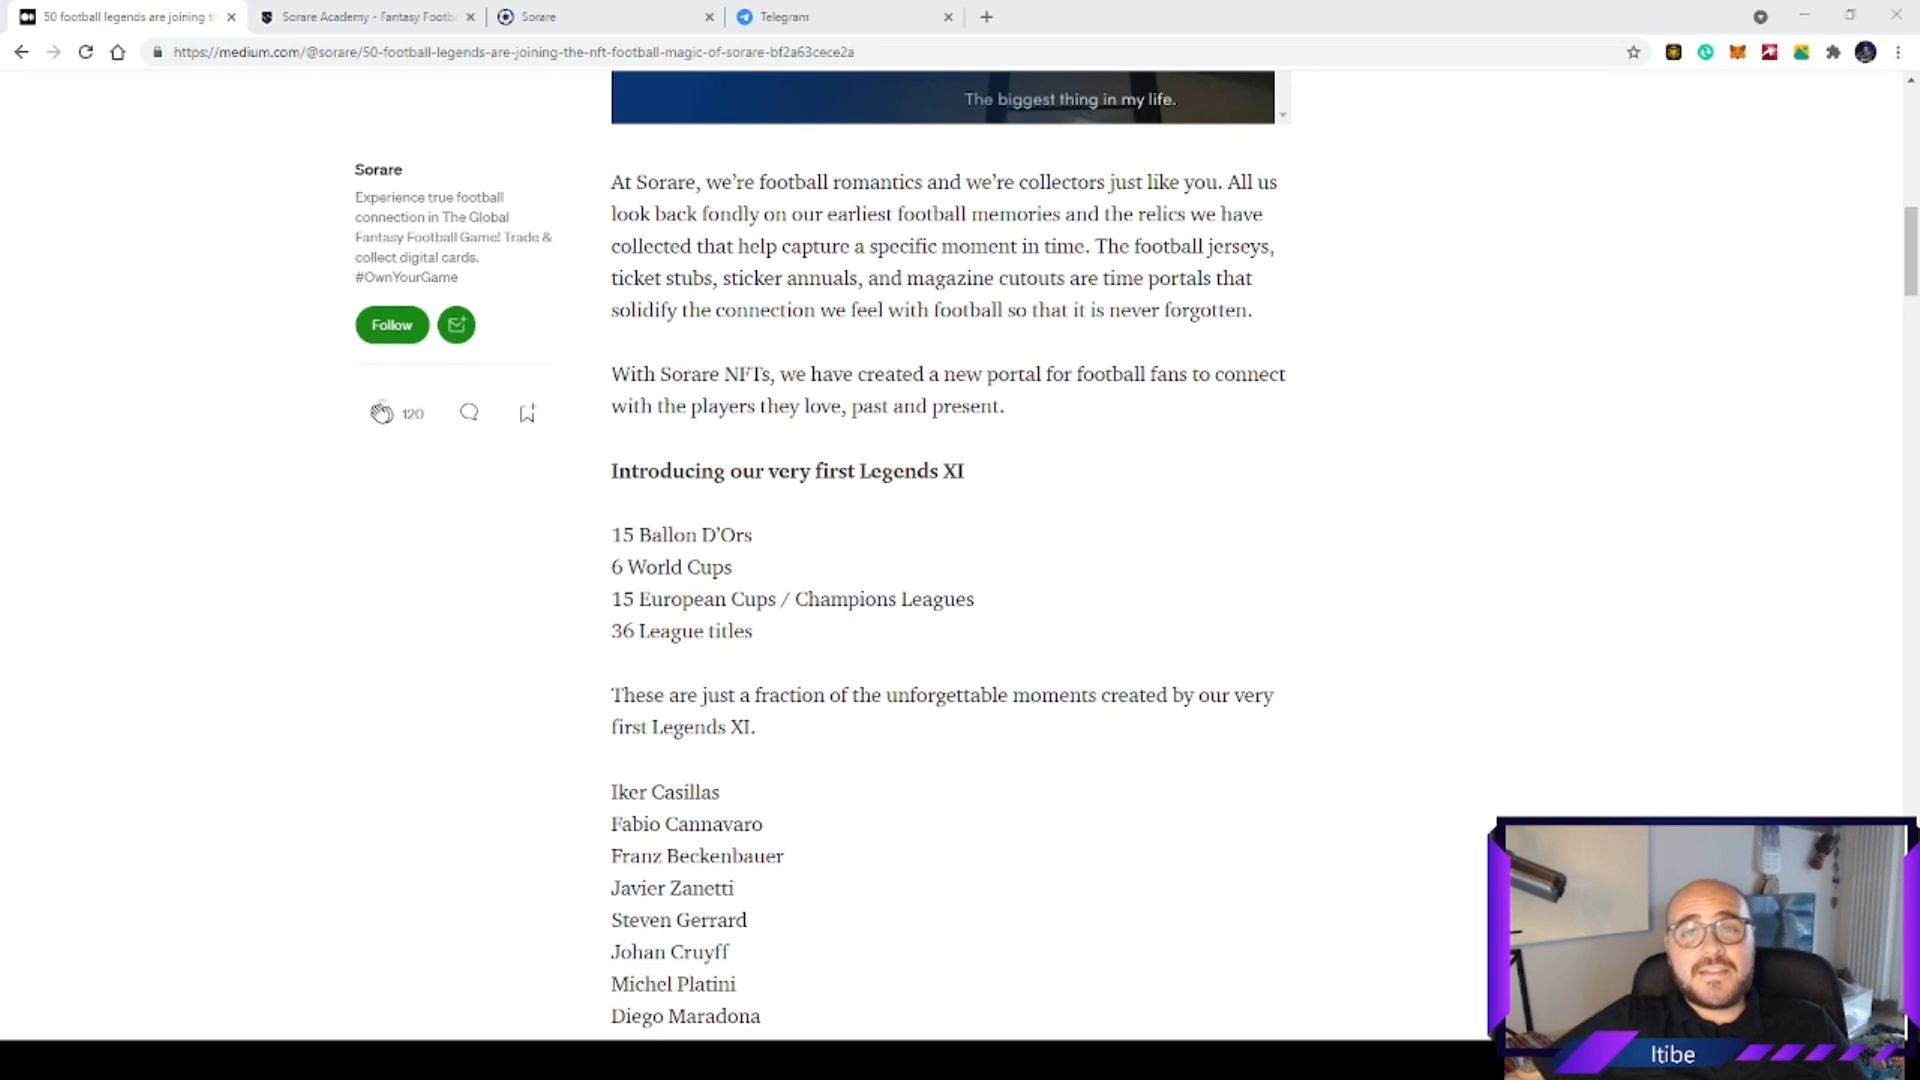 50 football legends are joining t
Sorare Academy - Fantasy Footb
Sorare
Telegram
https://medium.com/@sorare/50-football-legends-are-joining-the-nft-football-magic-of-sorare-bf2a63cece2a
The biggest thing in my life.
Sorare
Experience true football
connection in The Global
Fantasy Football Game! Trade &
collect digital cards.
#OwnYourGame
Follow
120
At Sorare, we’re football romantics and we’re collectors just like you. All us
look back fondly on our earliest football memories and the relics we have
collected that help capture a specific moment in time. The football jerseys,
ticket stubs, sticker annuals, and magazine cutouts are time portals that
solidify the connection we feel with football so that it is never forgotten.
With Sorare NFTs, we have created a new portal for football fans to connect
with the players they love, past and present.
Introducing our very first Legends XI
15 Ballon D’Ors
6 World Cups
15 European Cups / Champions Leagues
36 League titles
These are just a fraction of the unforgettable moments created by our very
first Legends XI.
Iker Casillas
Fabio Cannavaro
Franz Beckenbauer
Javier Zanetti
Steven Gerrard
Johan Cruyff
Michel Platini
Diego Maradona
Itibe